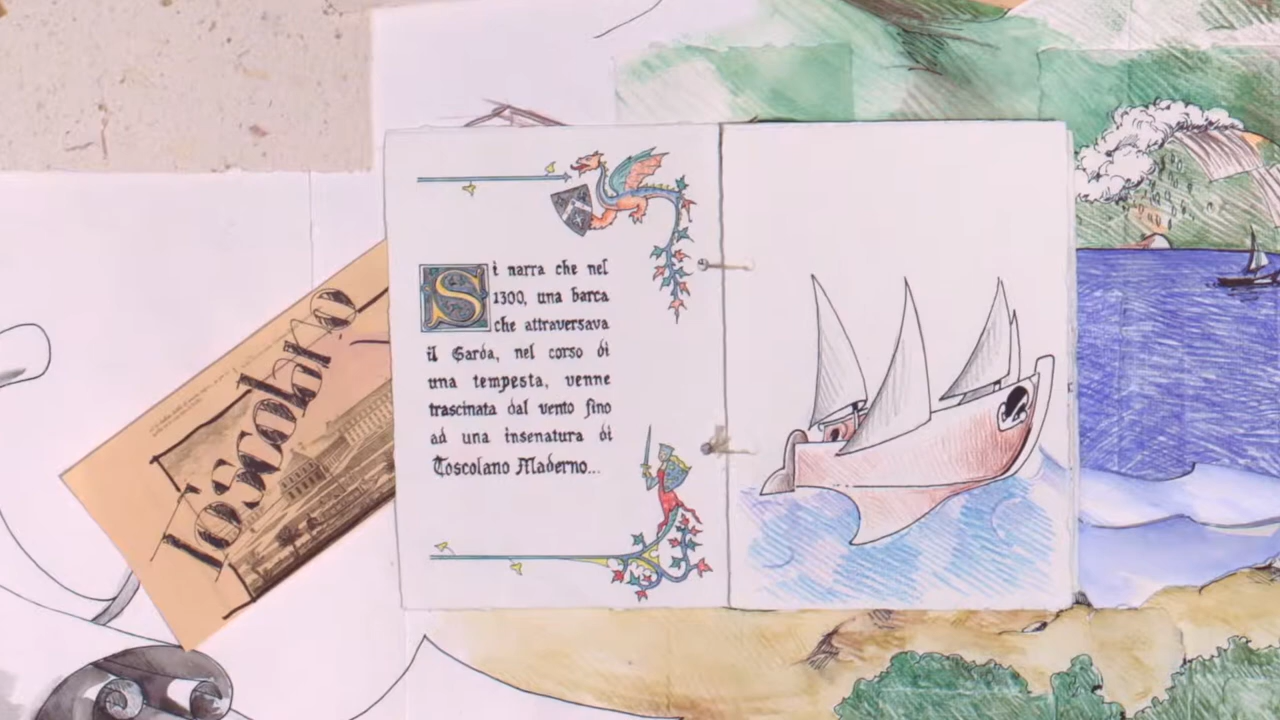 Si narra che nel
1300, una barca
che attraversava
il Garda, nel corso di
una tempesta, venne
trascinata dal vento fino
ad una insenatura di
Toscolano Maderno...
Toscolano